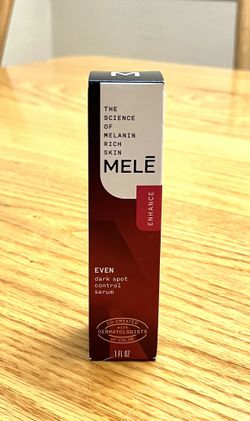 M
THE
SCIENCE
OF
MELANIN
RICH
SKIN
MELĒ
ENHANCE
EVEN
dark spot
control
serum
CO-CREATED
with
DERMATOLOGISTS
OF COLOR
1 FL OZ